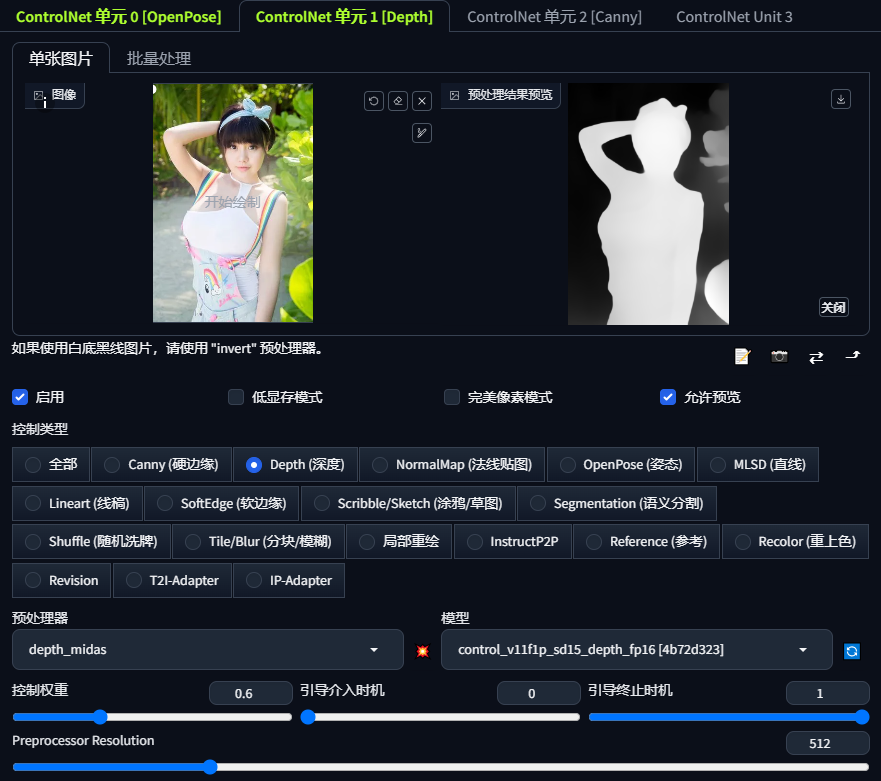 ControlNet 单元 0 [OpenPose]
ControlNet 单元 1 [Depth]
ControlNet 单元 2 [Canny]
ControlNet Unit 3
单张图片
批量处理
图像
预处理结果预览
开始绘制
关闭
如果使用白底黑线图片，请使用 "invert" 预处理器。
启用
低显存模式
完美像素模式
允许预览
控制类型
全部
Canny (硬边缘)
Depth (深度)
NormalMap (法线贴图)
OpenPose (姿态)
MLSD (直线)
Lineart (线稿)
SoftEdge (软边缘)
Scribble/Sketch (涂鸦/草图)
Segmentation (语义分割)
Shuffle (随机洗牌)
Tile/Blur (分块/模糊)
局部重绘
InstructP2P
Reference (参考)
Recolor (重上色)
Revision
T2I-Adapter
IP-Adapter
预处理器
模型
depth_midas
control_v11f1p_sd15_depth_fp16 [4b72d323]
控制权重
0.6
引导介入时机
0
引导终止时机
1
Preprocessor Resolution
512